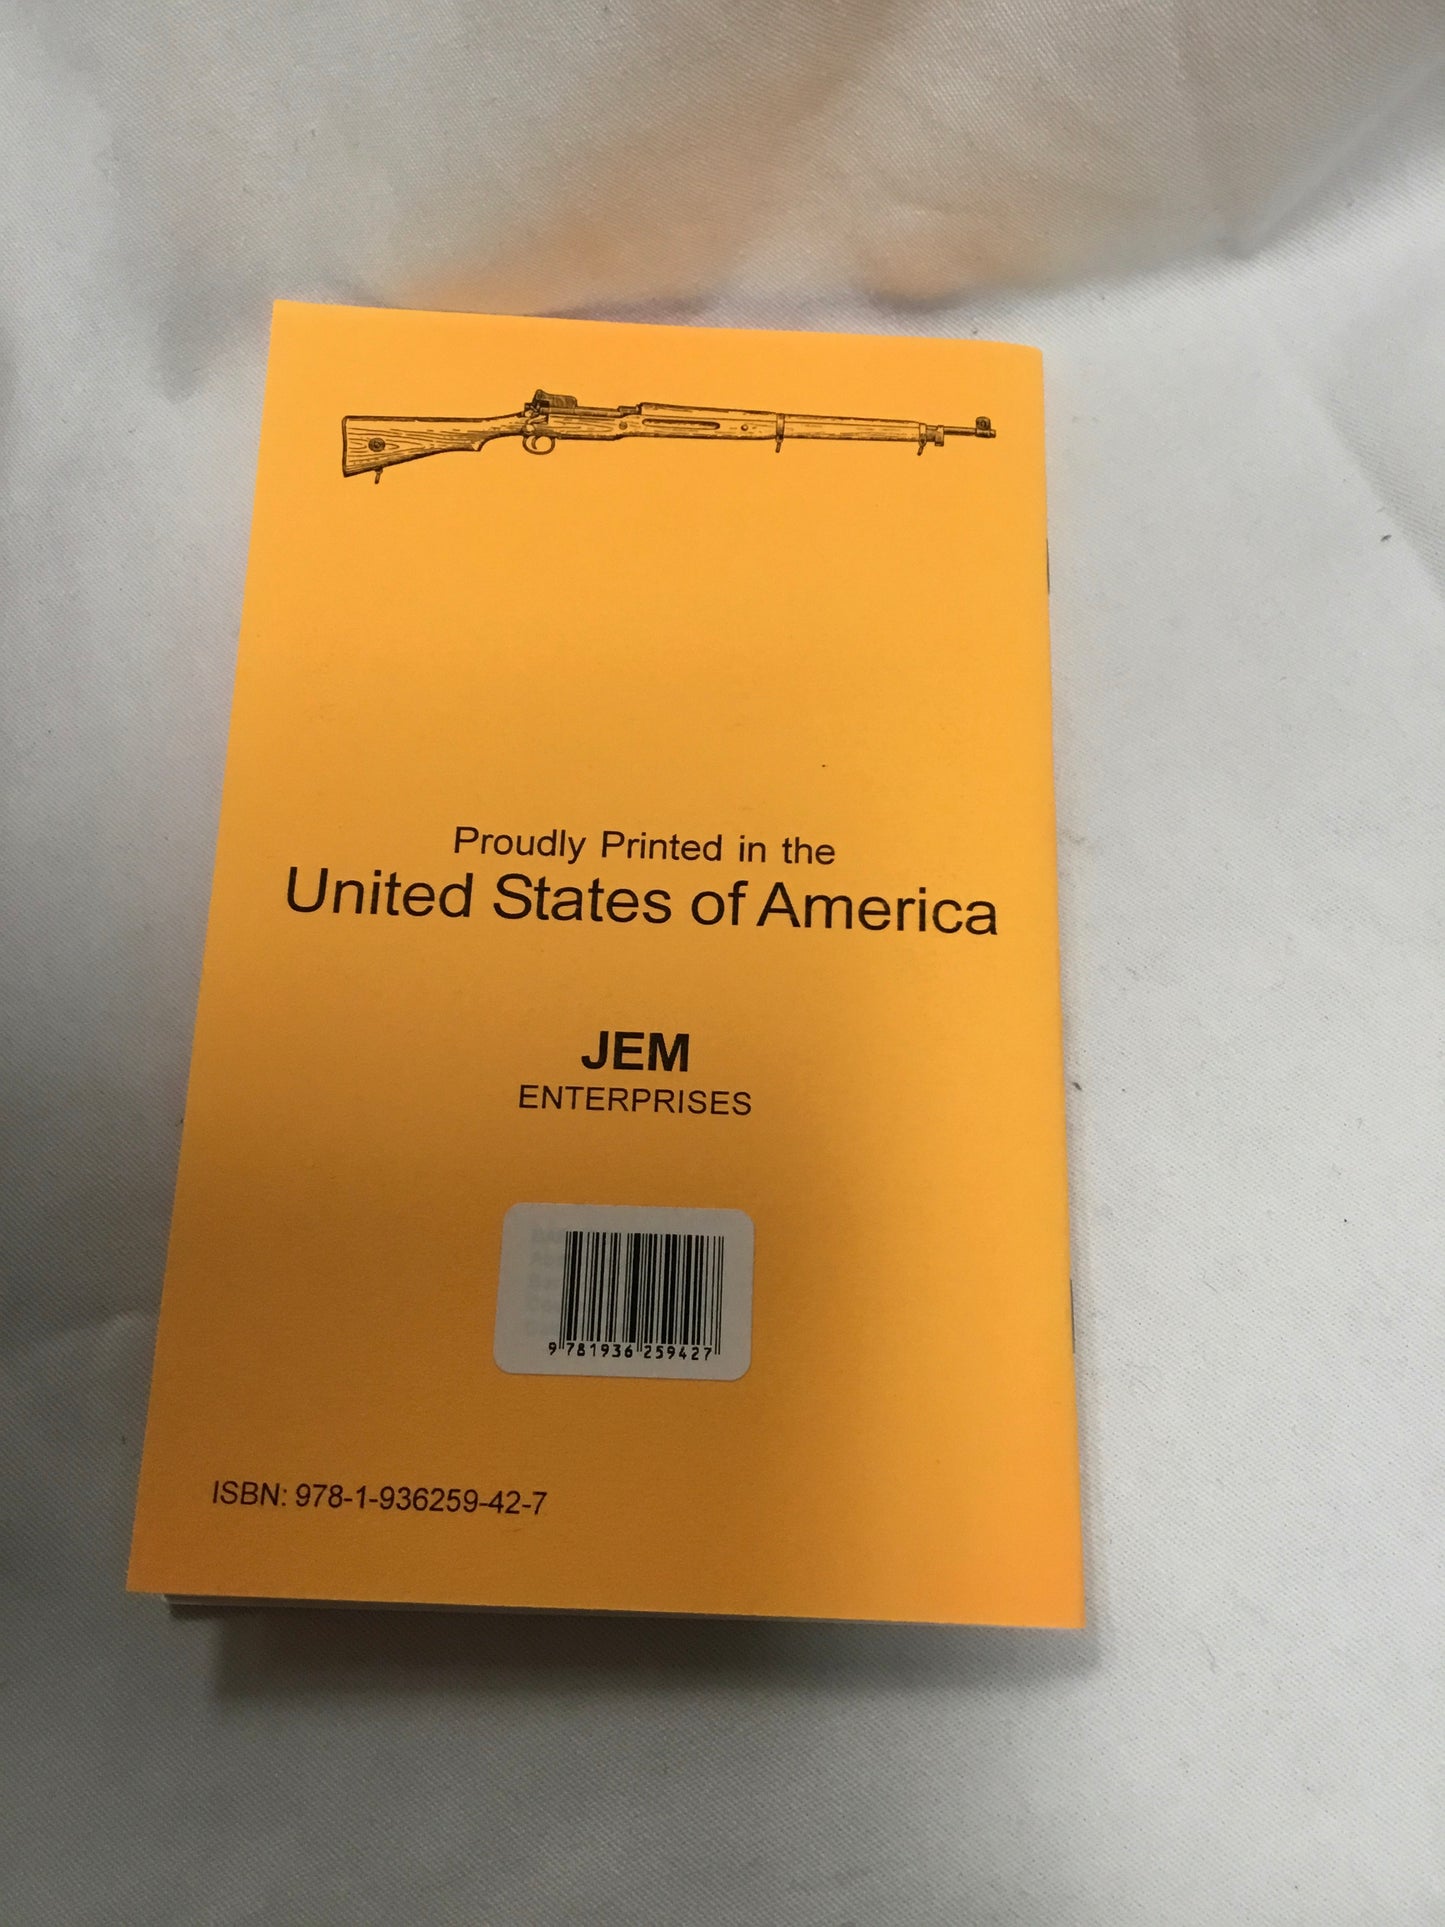 Proudly Printed in the
United States of America
JEM
ENTERPRISES
9 781936 259427
ISBN: 978-1-936259-42-7